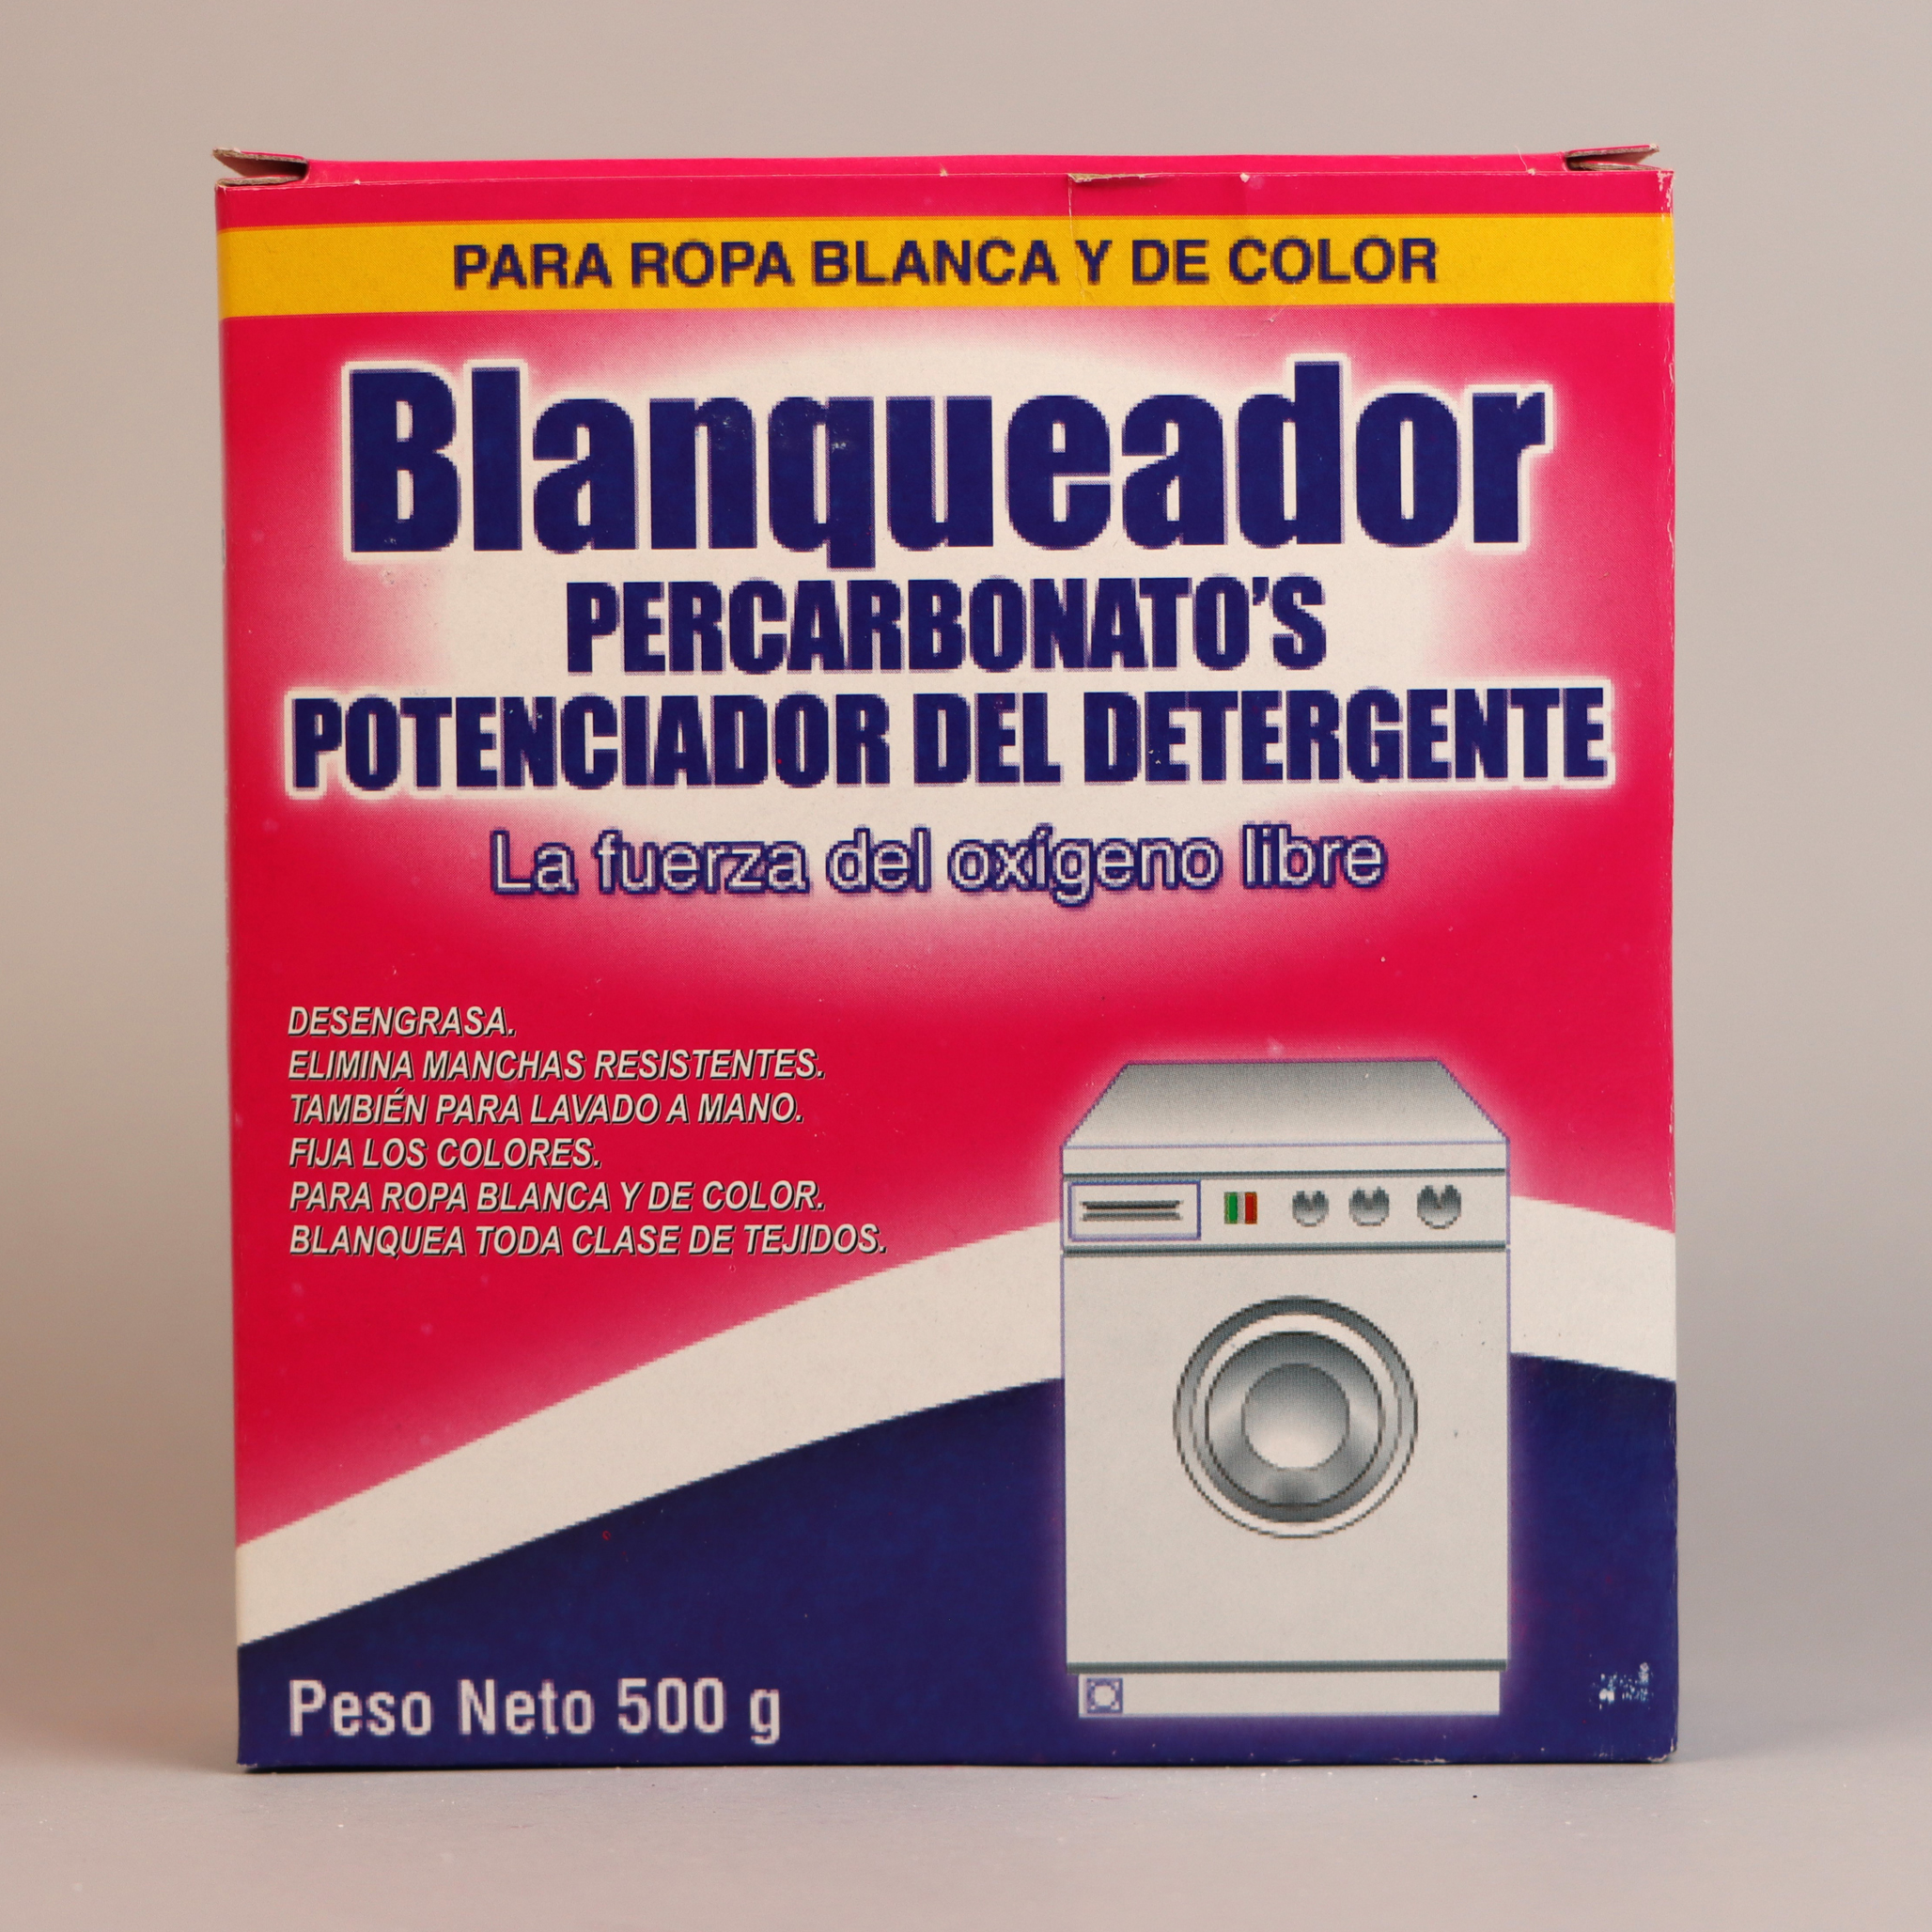 PARA ROPA BLANCA Y DE COLOR
Blanqueador
PERCARBONATO'S
POTENCIADOR DEL DETERGENTE
La fuerza del oxígeno libre
DESENGRASA.
ELIMINA MANCHAS RESISTENTES.
TAMBIÉN PARA LAVADO A MANO.
FIJA LOS COLORES.
PARA ROPA BLANCA Y DE COLOR.
BLANQUEA TODA CLASE DE TEJIDOS.
Peso Neto 500 g